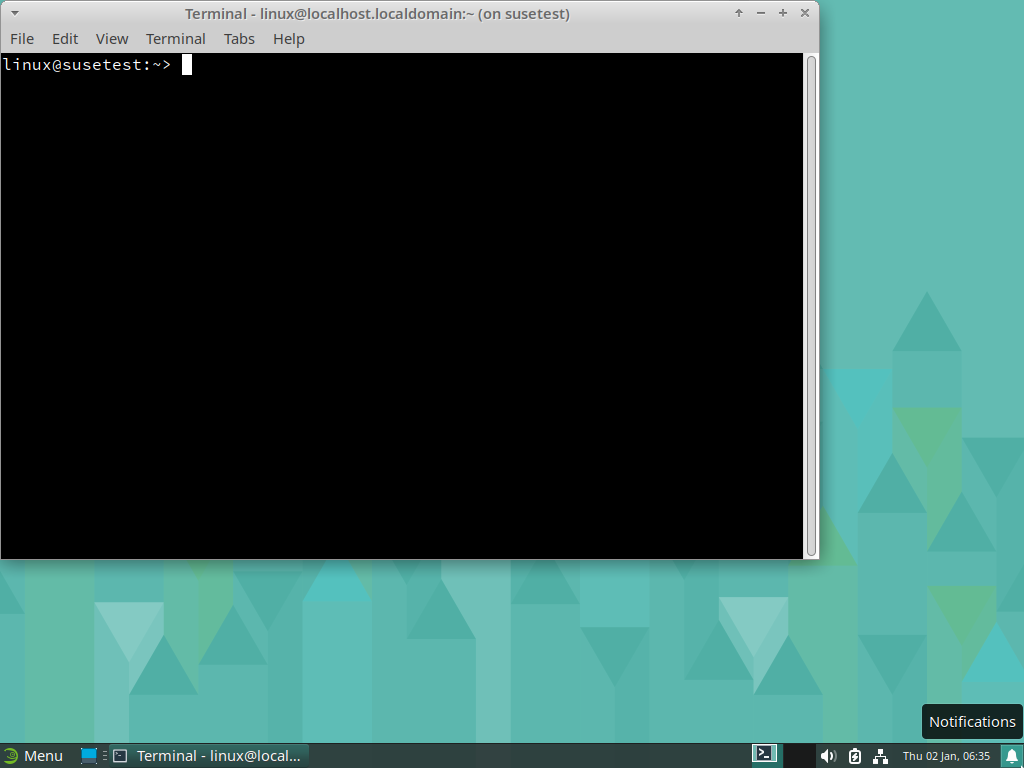 Terminal - linux@localhost.localdomain:~ (on susetest)
File Edit View Terminal Tabs Help
linux@susetest:~>
Notifications
Menu Terminal - linux@local... Thu 02 Jan, 06:35